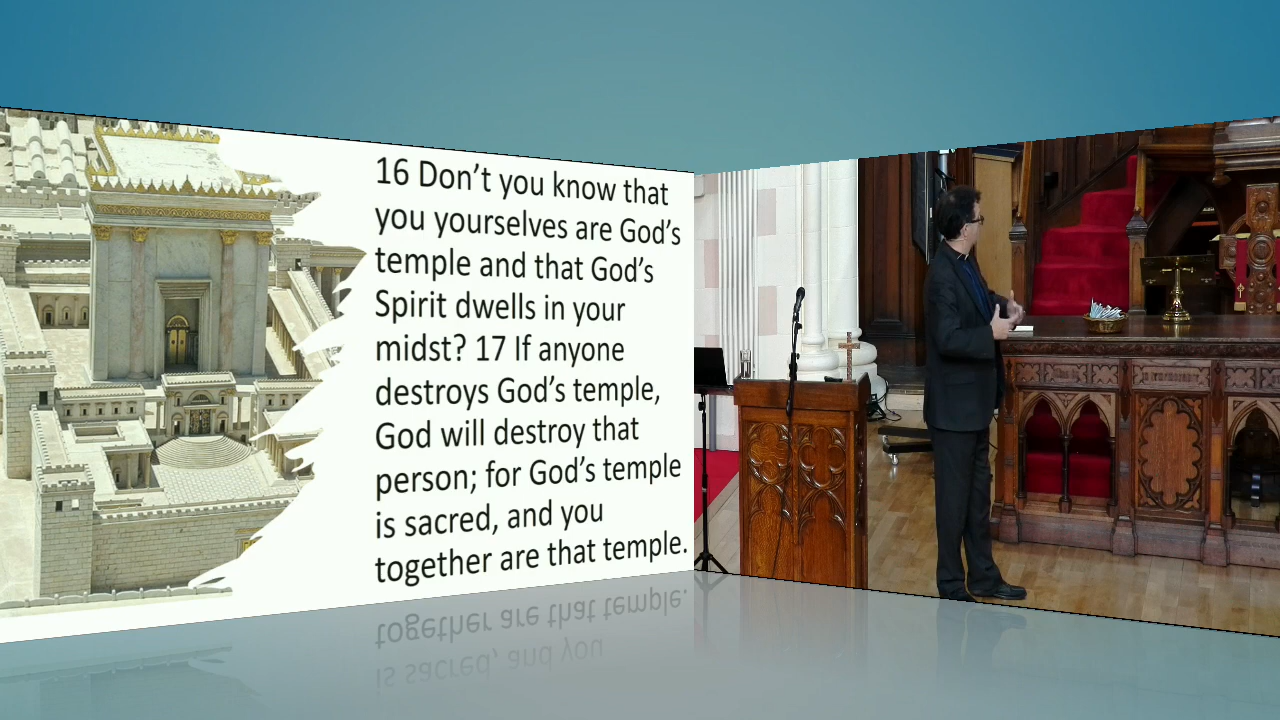 16 Don’t you know that
you yourselves are God’s
temple and that God’s
Spirit dwells in your
midst? 17 If anyone
destroys God’s temple,
God will destroy that
person; for God’s temple
is sacred, and you
together are that temple.